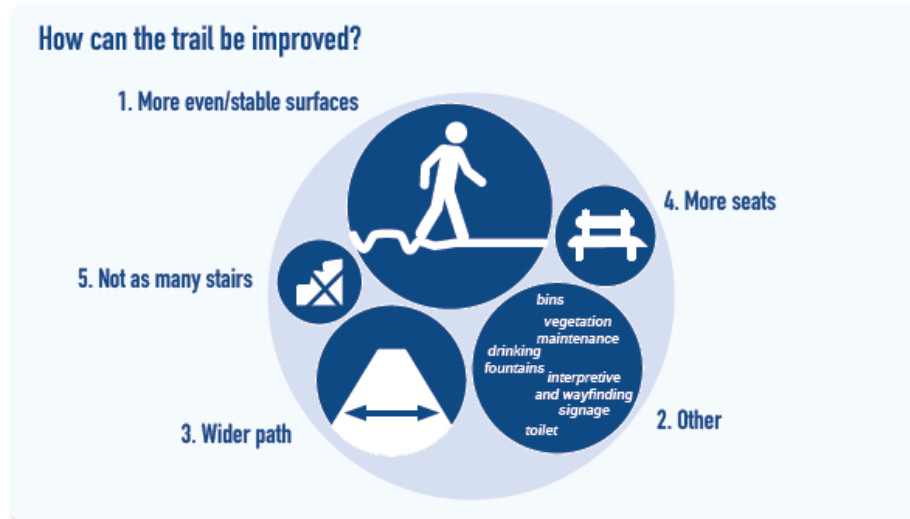 How can the trail be improved?
1. More even/stable surfaces
4. More seats
5. Not as many stairs
bins
vegetation
maintenance
drinking
fountains
interpretive
and wayfinding
signage
toilet
3. Wider path
2. Other